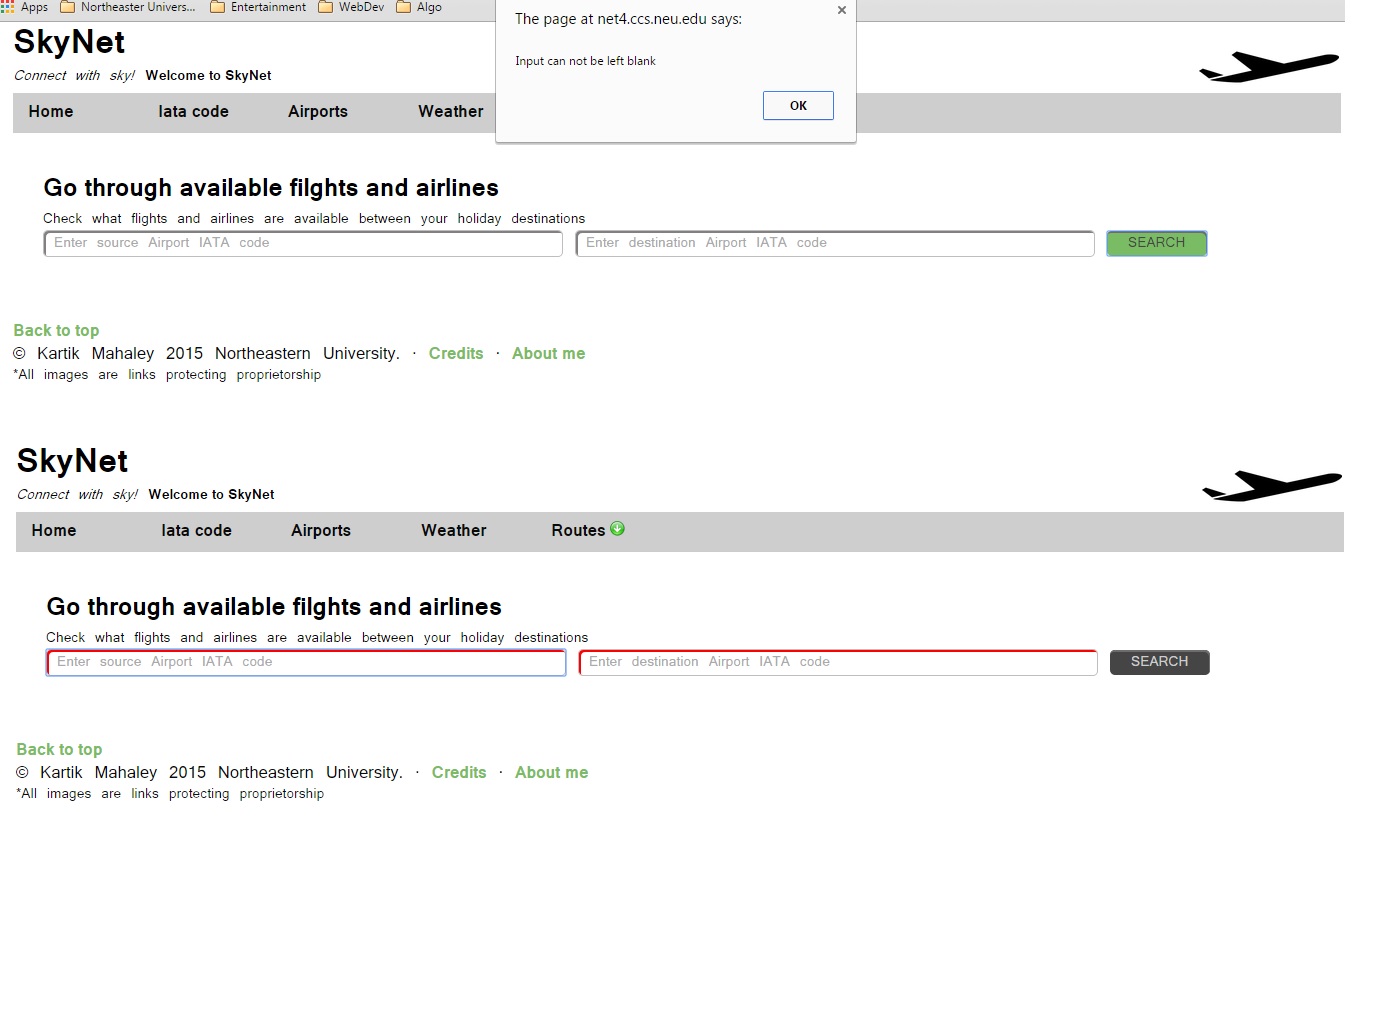 Apps Northeaster Univers... Entertainment WebDev Algo
The page at net4.ccs.neu.edu says:
Input can not be left blank
OK
SkyNet
Connect with sky! Welcome to SkyNet
Home Iata code Airports Weather
Go through available filghts and airlines
Check what flights and airlines are available between your holiday destinations
Enter source Airport IATA code Enter destination Airport IATA code SEARCH
Back to top
© Kartik Mahaley 2015 Northeastern University. · Credits · About me
*All images are links protecting proprietorship
SkyNet
Connect with sky! Welcome to SkyNet
Home Iata code Airports Weather Routes
Go through available filghts and airlines
Check what flights and airlines are available between your holiday destinations
Enter source Airport IATA code Enter destination Airport IATA code SEARCH
Back to top
© Kartik Mahaley 2015 Northeastern University. · Credits · About me
*All images are links protecting proprietorship